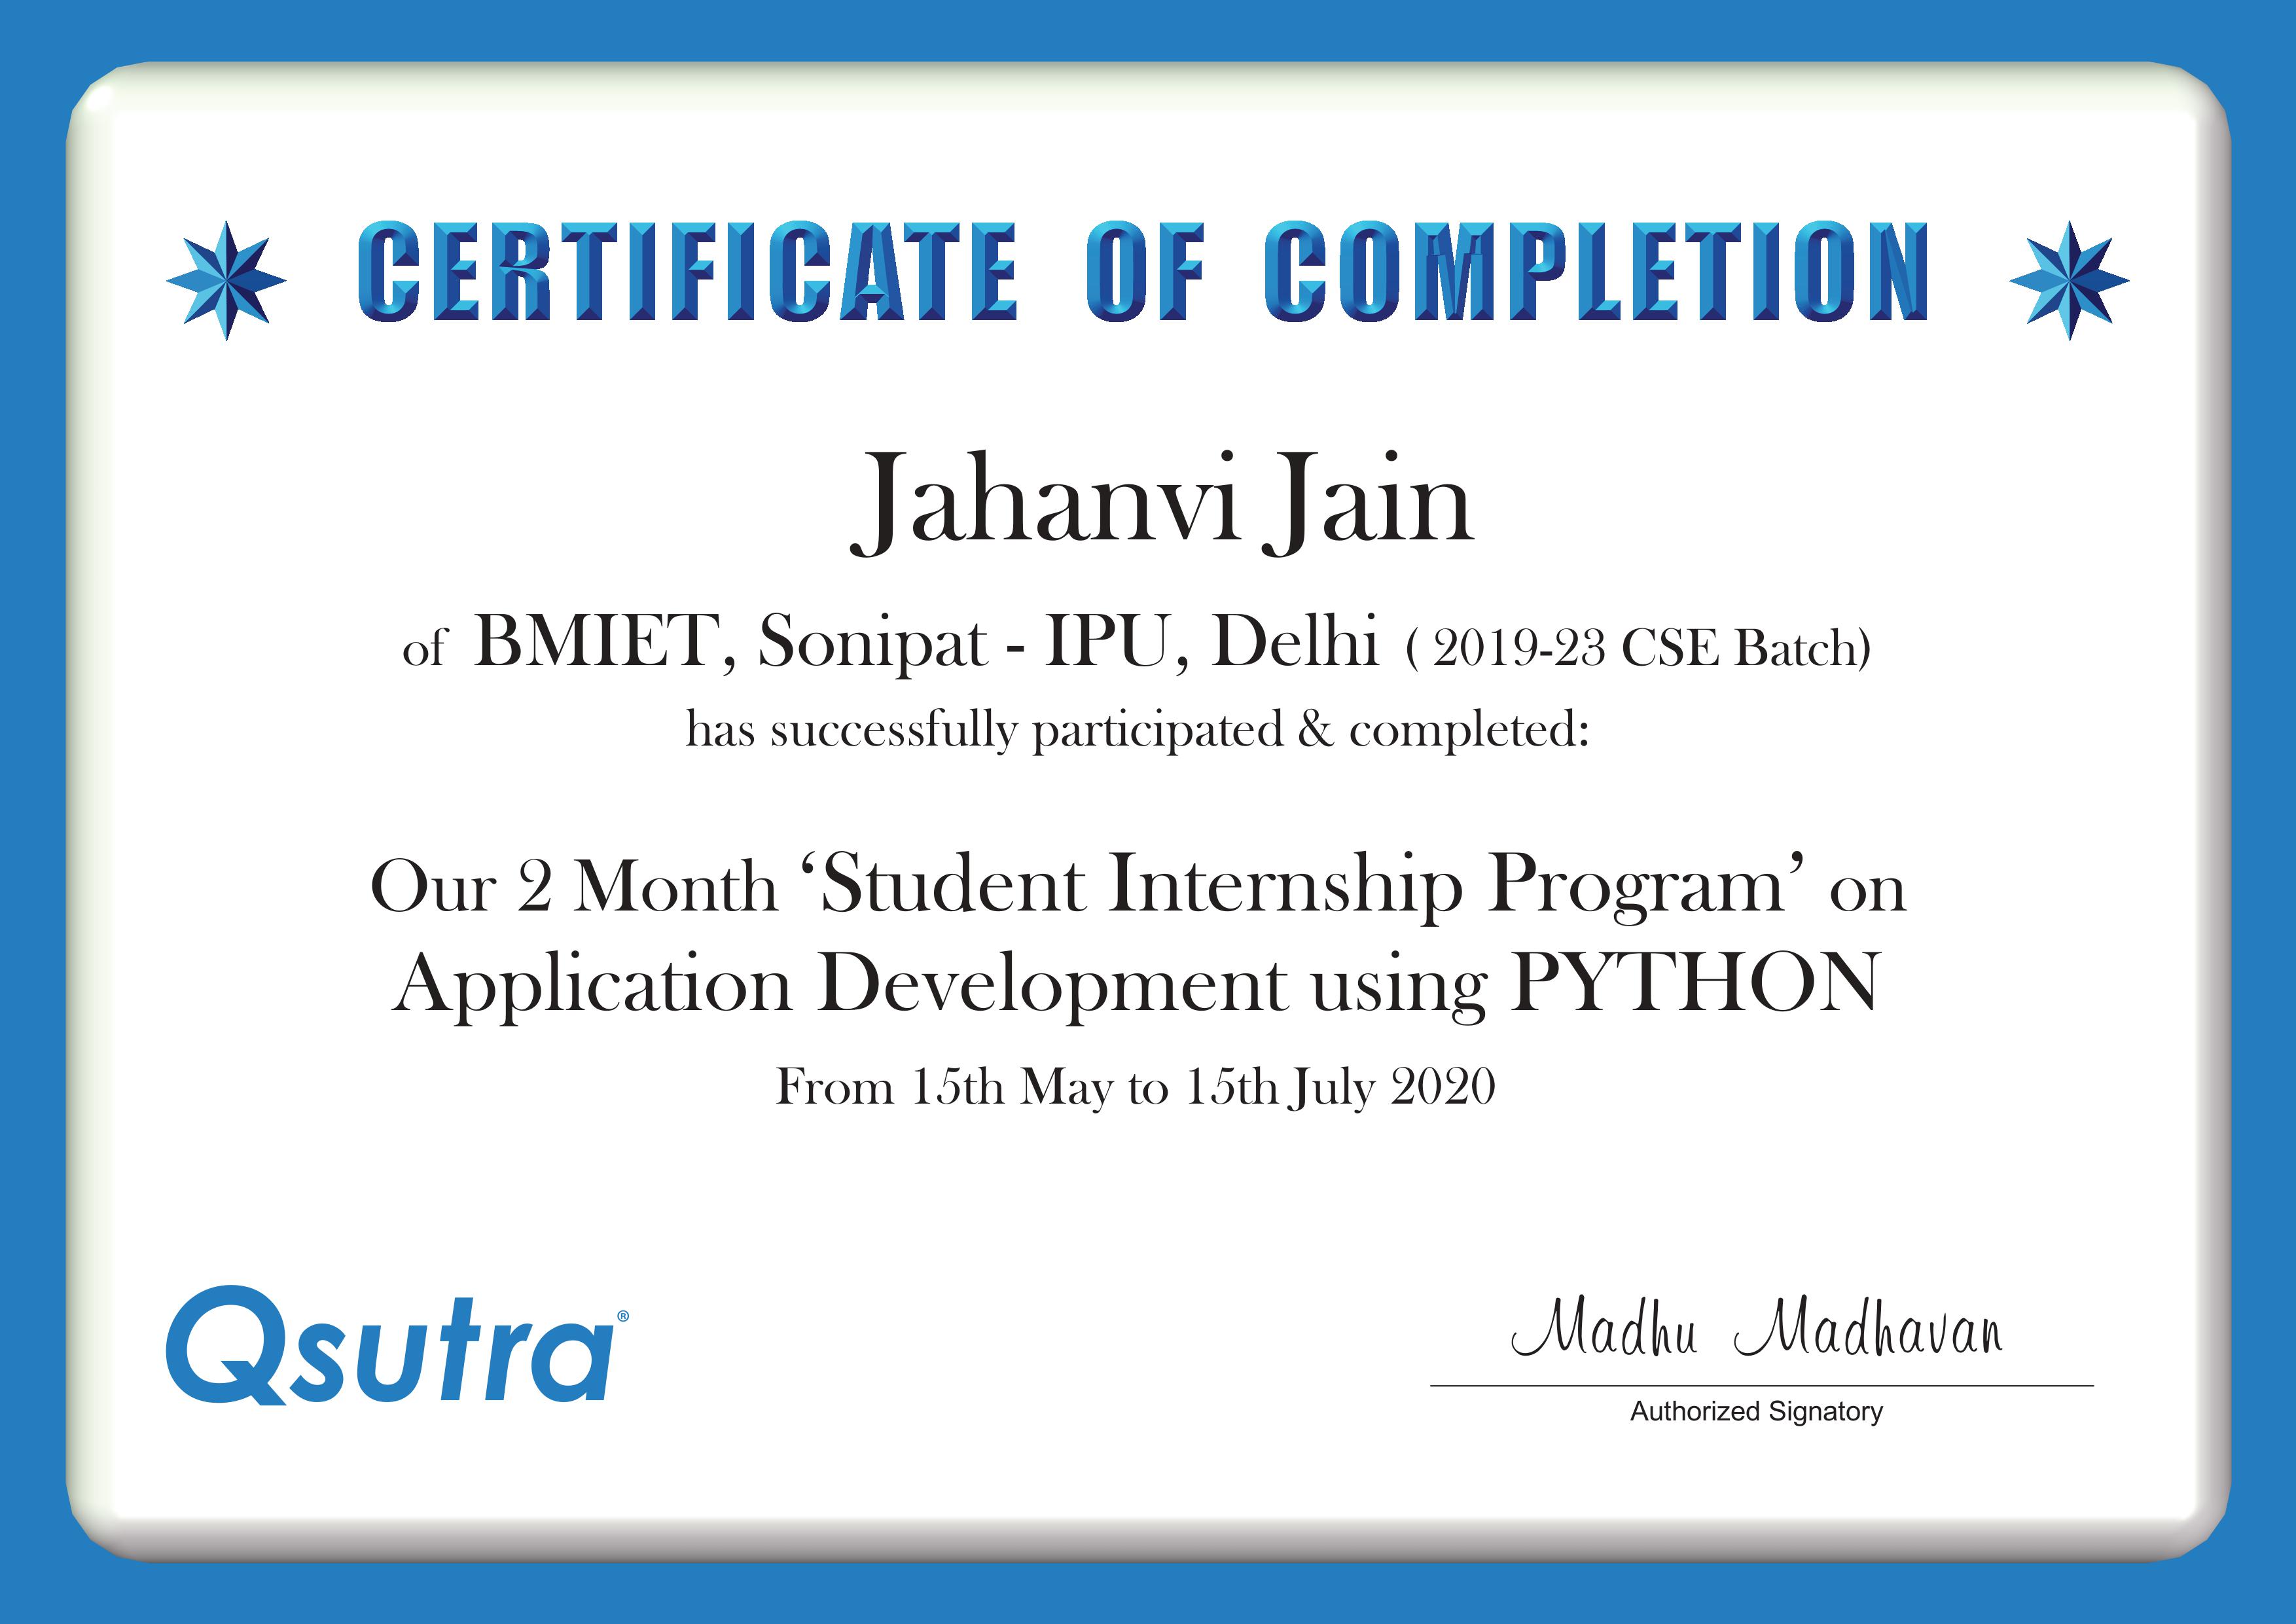 CERTIFICATE OF COMPLETION
Jahanvi Jain
of BMIET, Sonipat - IPU, Delhi ( 2019-23 CSE Batch)
has successfully participated & completed:
Our 2 Month ‘Student Internship Program’ on
Application Development using PYTHON
From 15th May to 15th July 2020
Qsutra®
Madhu Madhavan
Authorized Signatory